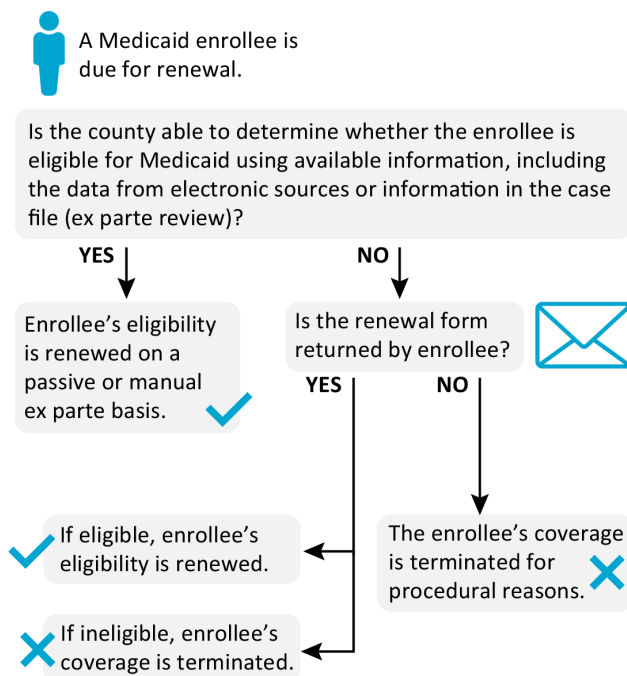 A Medicaid enrollee is
due for renewal.
Is the county able to determine whether the enrollee is
eligible for Medicaid using available information, including
the data from electronic sources or information in the case
file (ex parte review)?
YES
NO
Enrollee’s eligibility
is renewed on a
passive or manual
ex parte basis.
Is the renewal form
returned by enrollee?
YES
NO
If eligible, enrollee’s
eligibility is renewed.
The enrollee’s coverage
is terminated for
procedural reasons.
If ineligible, enrollee’s
coverage is terminated.